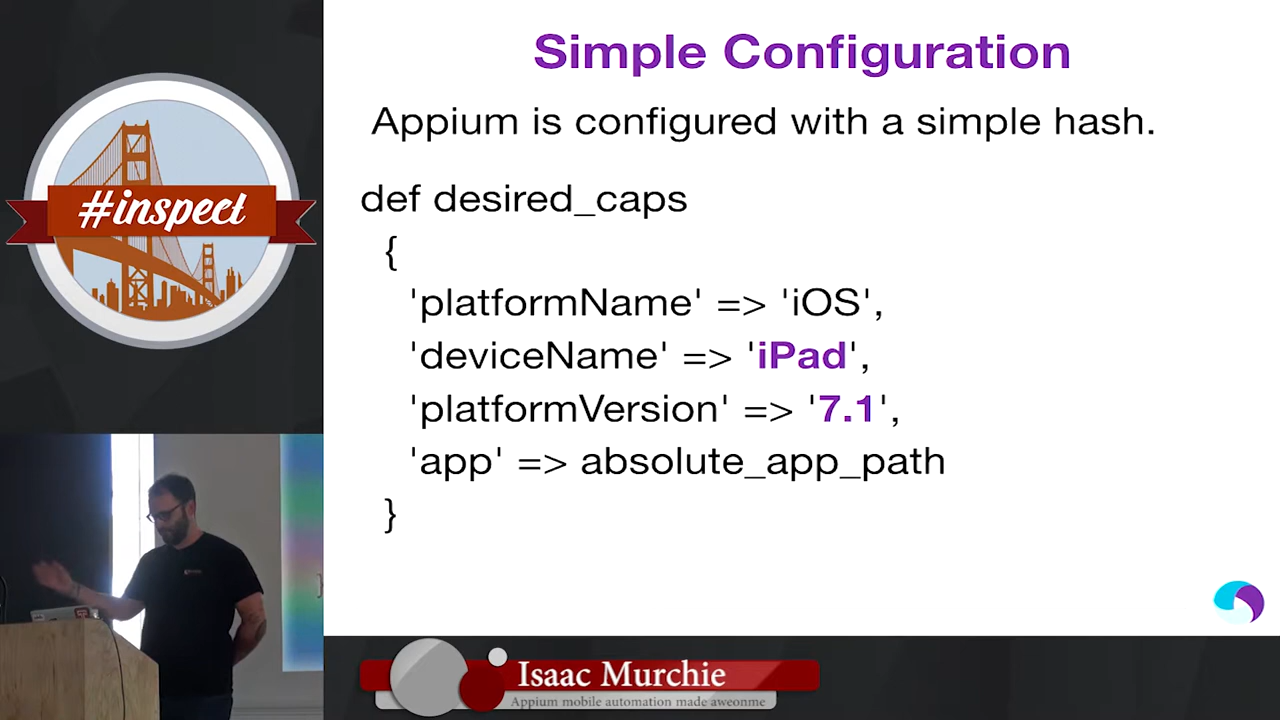 Simple Configuration
Appium is configured with a simple hash.
def desired_caps
{
'platformName' => 'iOS',
'deviceName' => 'iPad',
'platformVersion' => '7.1',
'app' => absolute_app_path
}
#inspect
Isaac Murchie
Appium mobile automation made aweonme